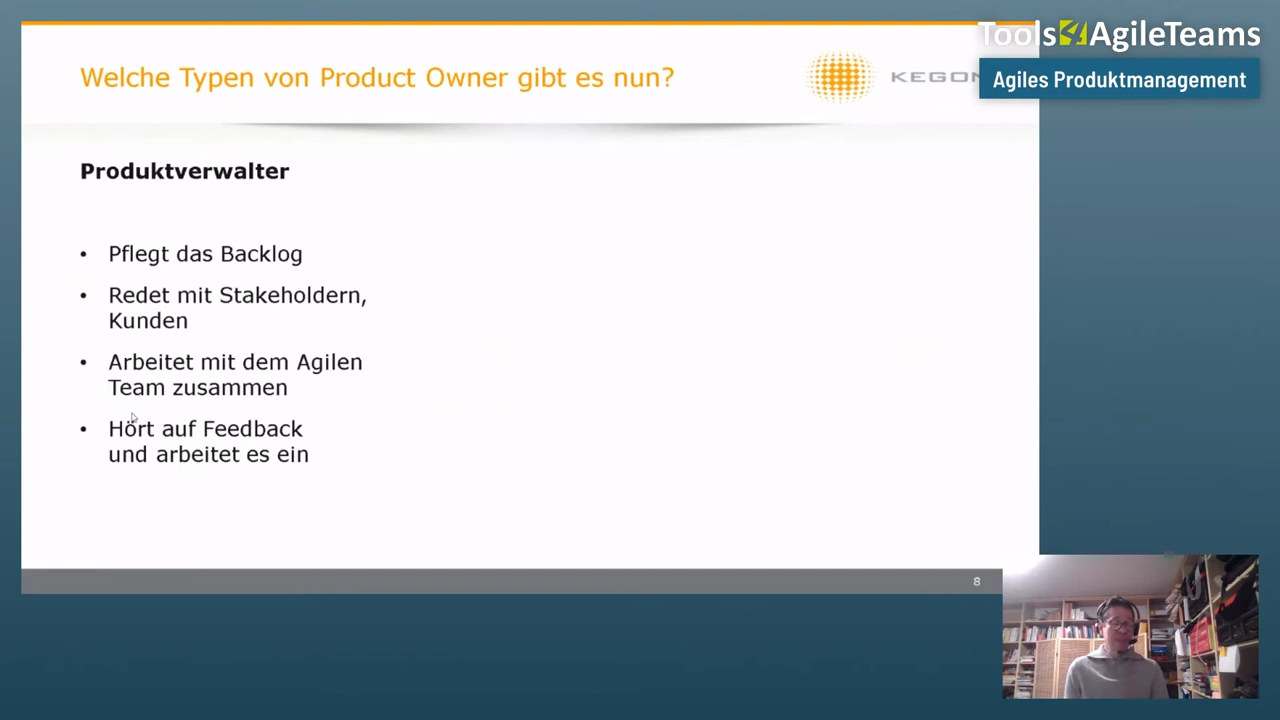 Tools4AgileTeams
Agiles Produktmanagement
Welche Typen von Product Owner gibt es nun?
KEGON
Produktverwalter
• Pflegt das Backlog
• Redet mit Stakeholdern,
Kunden
• Arbeitet mit dem Agilen
Team zusammen
• Hört auf Feedback
und arbeitet es ein
8